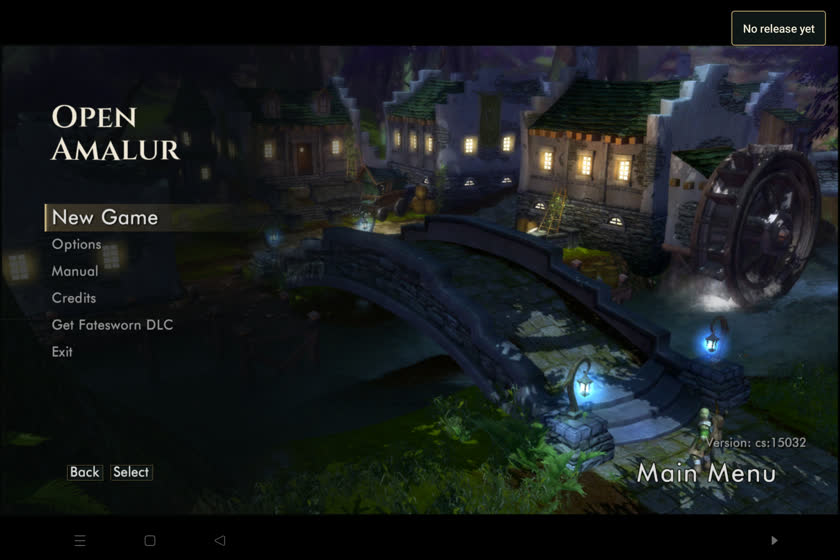 No release yet
OPEN
AMALUR
New Game
Options
Manual
Credits
Get Fatesworn DLC
Exit
Version: cs:15032
Back Select
Main Menu